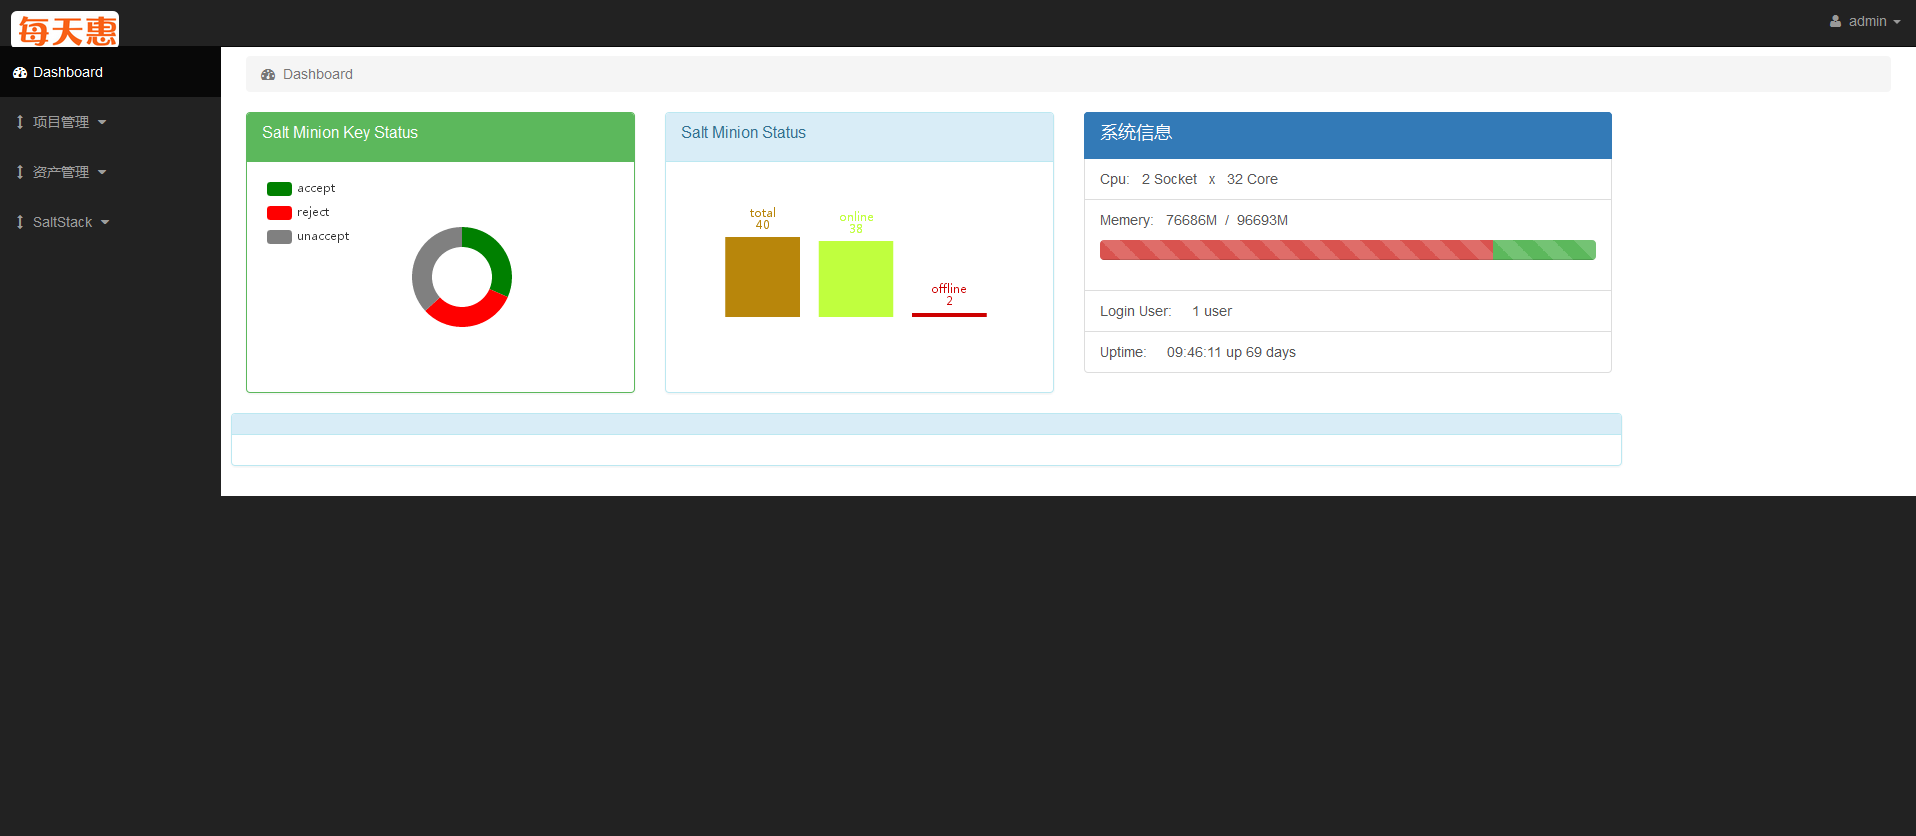 每天惠
admin
Dashboard
项目管理
资产管理
SaltStack
Dashboard
Salt Minion Key Status
accept
reject
unaccept
Salt Minion Status
total
40
online
38
offline
2
系统信息
Cpu: 2 Socket x 32 Core
Memery: 76686M / 96693M
Login User: 1 user
Uptime: 09:46:11 up 69 days